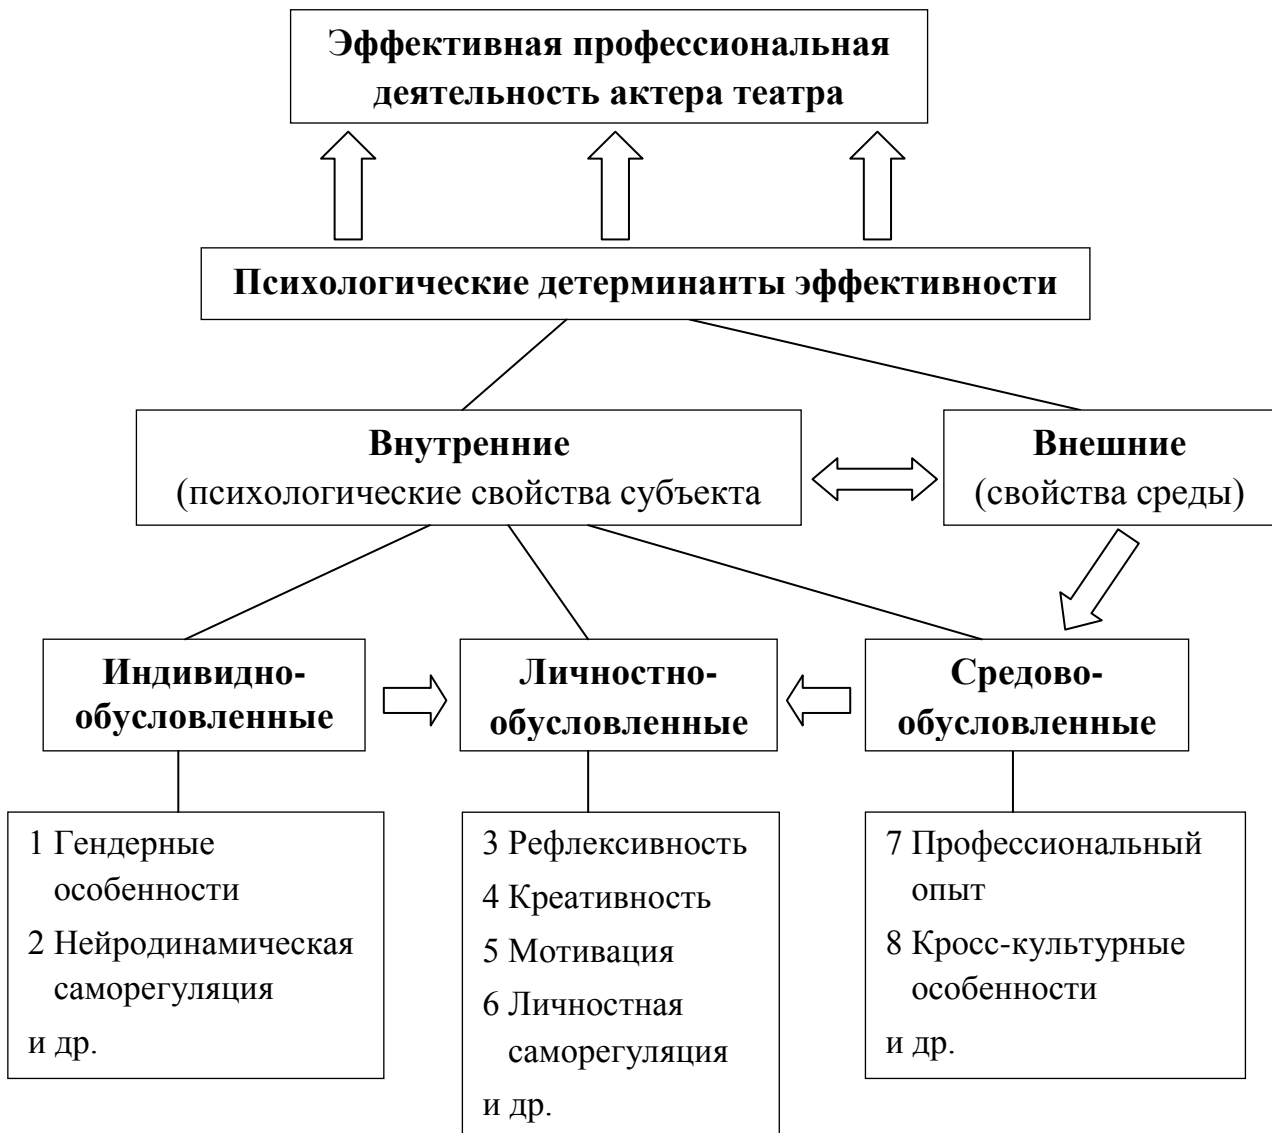 Эффективная профессиональная
деятельность актера театра
Психологические детерминанты эффективности
Внутренние
(психологические свойства субъекта
Внешние
(свойства среды)
Индивидно-
обусловленные
Личностно-
обусловленные
Средово-
обусловленные
1 Гендерные
особенности
2 Нейродинамическая
саморегуляция
и др.
3 Рефлексивность
4 Креативность
5 Мотивация
6 Личностная
саморегуляция
и др.
7 Профессиональный
опыт
8 Кросс-культурные
особенности
и др.